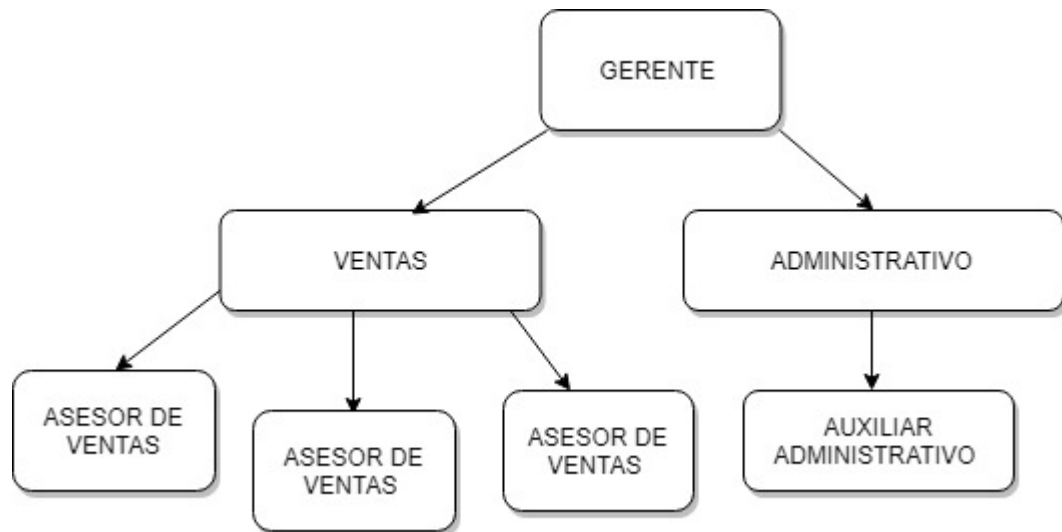 GERENTE
VENTAS
ADMINISTRATIVO
ASESOR DE
VENTAS
ASESOR DE
VENTAS
ASESOR DE
VENTAS
AUXILIAR
ADMINISTRATIVO